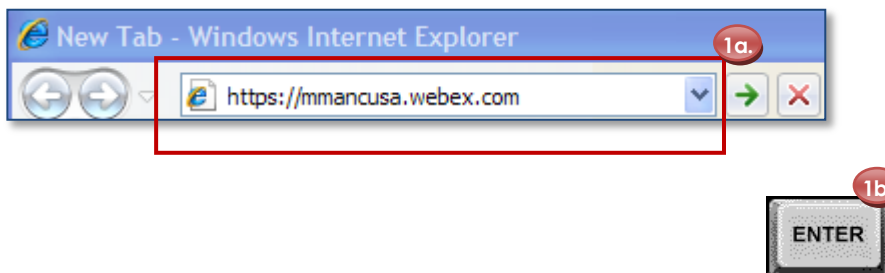 New Tab - Windows Internet Explorer
1a.
https://mmancusa.webex.com
1b
ENTER